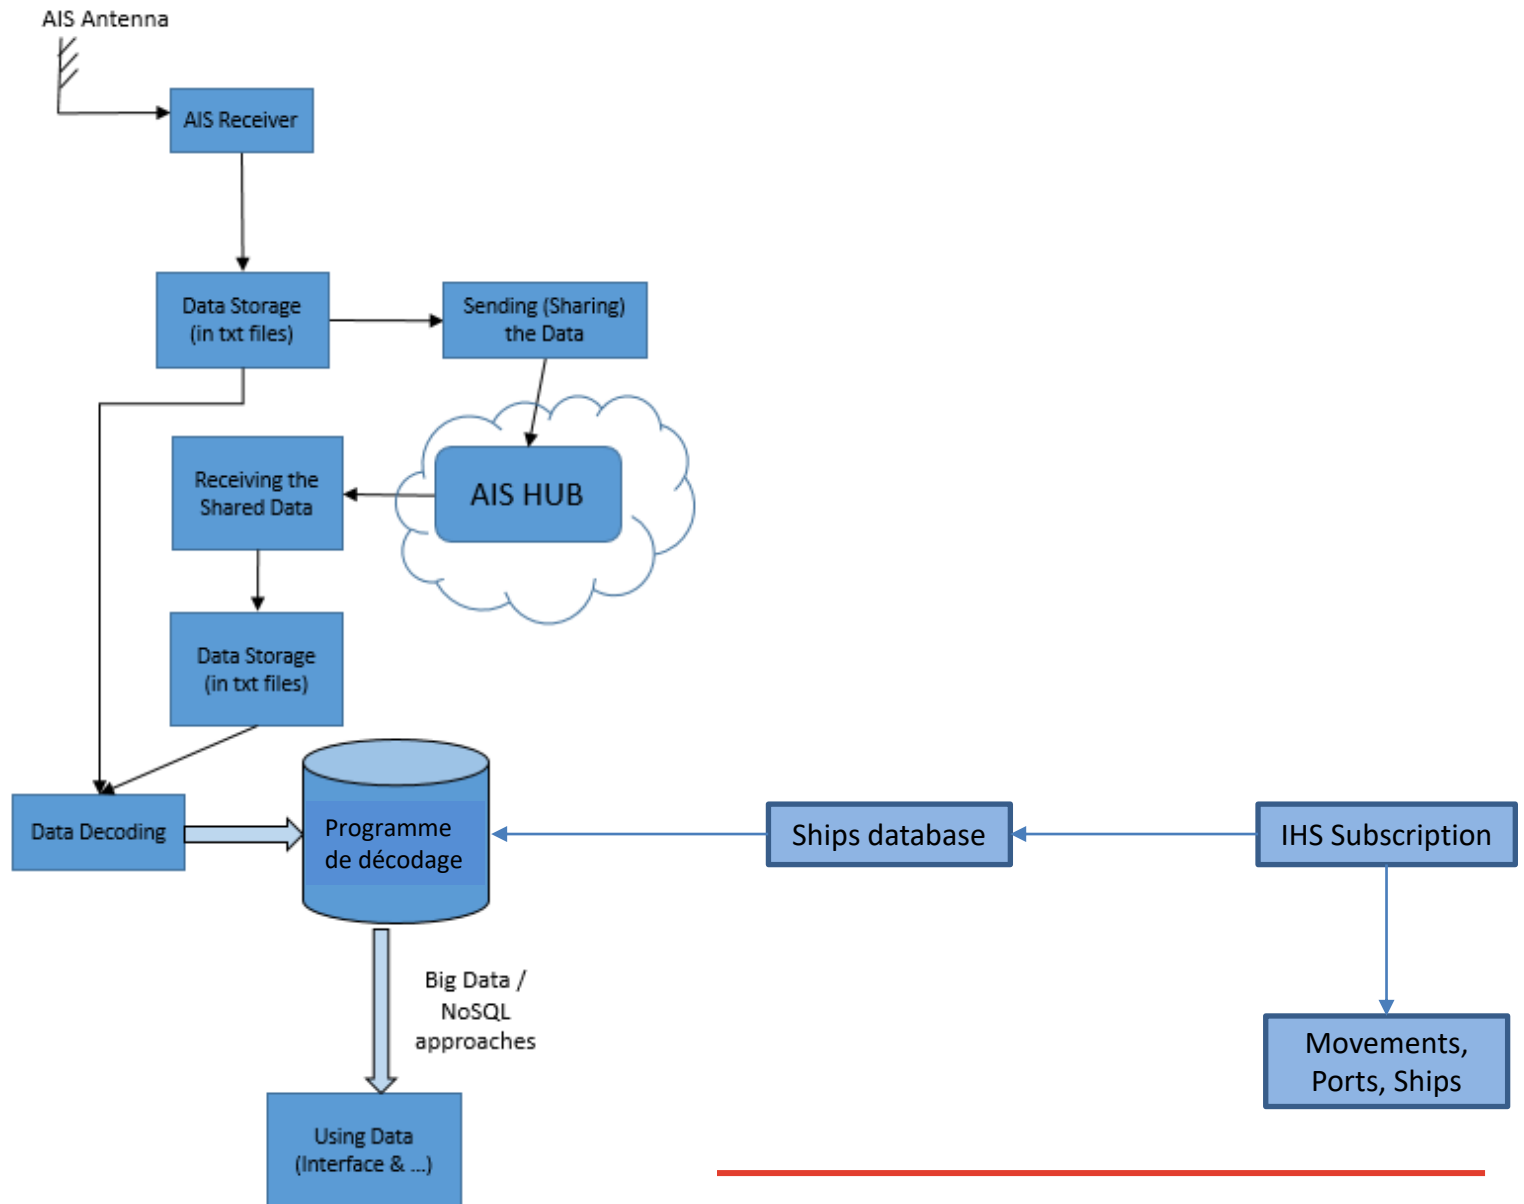 AIS Antenna
AIS Receiver
Data Storage
(in txt files)
Sending (Sharing)
the Data
AIS HUB
Receiving the
Shared Data
Data Storage
(in txt files)
Data Decoding
Programme
de décodage
Ships database
IHS Subscription
Big Data /
NoSQL
approaches
Movements,
Ports, Ships
Using Data
(Interface & ...)